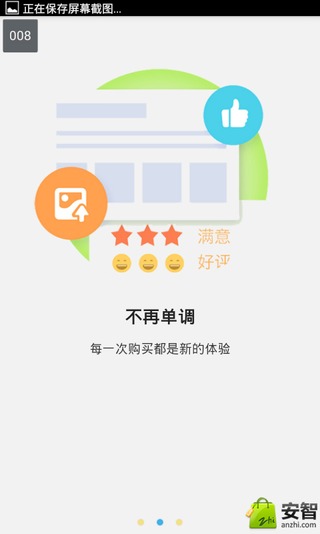 正在保存屏幕截图...
008
满意
好评
不再单调
每一次购买都是新的体验
zhi
安智
anzhi.com